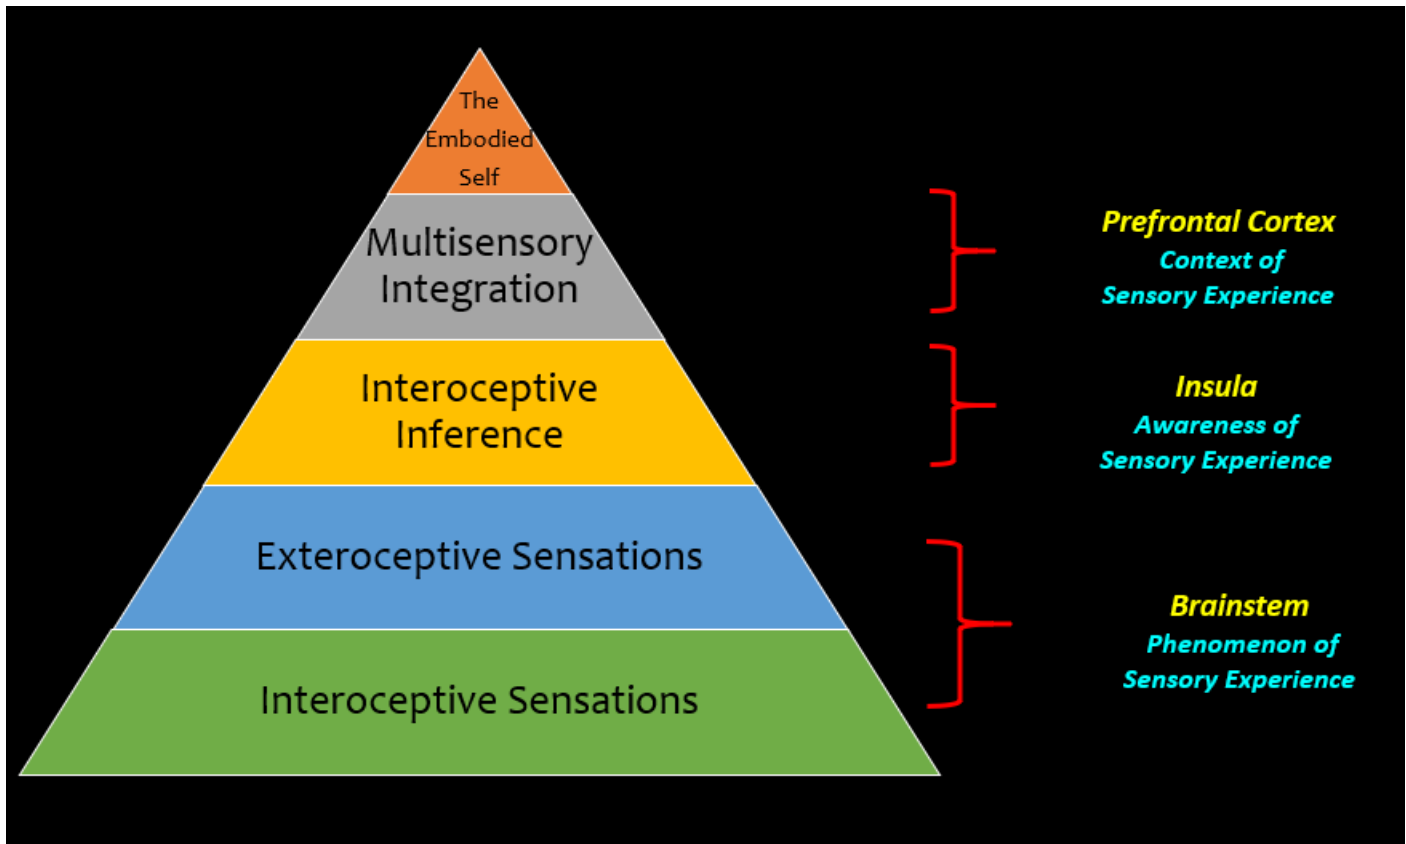 The
Embodied
Self
Multisensory
Integration
Interoceptive
Inference
Exteroceptive Sensations
Interoceptive Sensations
Prefrontal Cortex
Context of
Sensory Experience
Insula
Awareness of
Sensory Experience
Brainstem
Phenomenon of
Sensory Experience